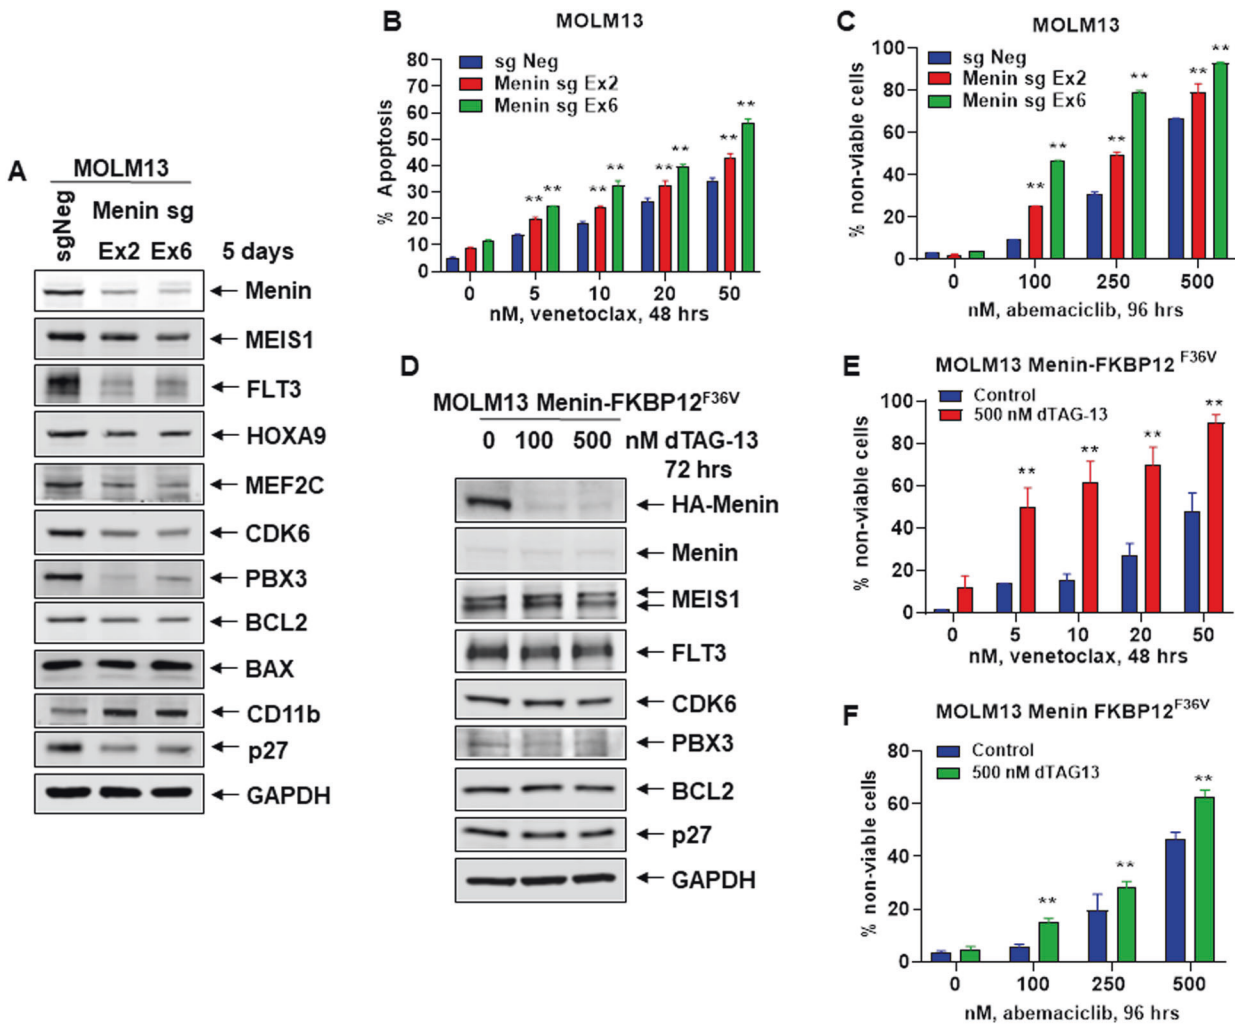 A
MOLM13
sgNeg
Menin sg
Ex2 Ex6 5 days
Menin
MEIS1
FLT3
HOXA9
MEF2C
CDK6
PBX3
BCL2
BAX
CD11b
p27
GAPDH
B
MOLM13
sg Neg
Menin sg Ex2
Menin sg Ex6
% Apoptosis
80
70
60
50
40
30
20
10
0
** ** ** ** ** ** ** **
0 5 10 20 50
nM, venetoclax, 48 hrs
C
MOLM13
sg Neg
Menin sg Ex2
Menin sg Ex6
% non-viable cells
100
80
60
40
20
0
** ** ** ** ** **
0 100 250 500
nM, abemaciclib, 96 hrs
D
MOLM13 Menin-FKBP12F36V
0 100 500 nM dTAG-13
72 hrs
HA-Menin
Menin
MEIS1
FLT3
CDK6
PBX3
BCL2
p27
GAPDH
E
MOLM13 Menin-FKBP12 F36V
Control
500 nM dTAG-13
% non-viable cells
100
80
60
40
20
0
** ** ** **
0 5 10 20 50
nM, venetoclax, 48 hrs
F
MOLM13 Menin FKBP12F36V
Control
500 nM dTAG13
% non-viable cells
80
60
40
20
0
** ** **
0 100 250 500
nM, abemaciclib, 96 hrs